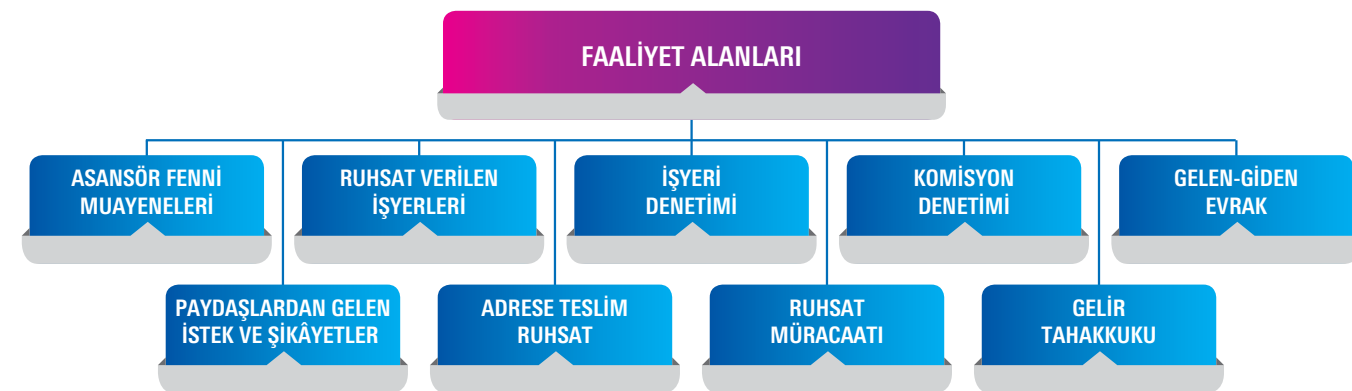 FAALİYET ALANLARI
ASANSÖR FENNİ
MUAYENELERİ
RUHSAT VERİLEN
İŞYERLERİ
İŞYERİ
DENETİMİ
KOMİSYON
DENETİMİ
GELEN-GİDEN
EVRAK
PAYDAŞLARDAN GELEN
İSTEK VE ŞİKÂYETLER
ADRESE TESLİM
RUHSAT
RUHSAT
MÜRACAATI
GELİR
TAHAKKUKU